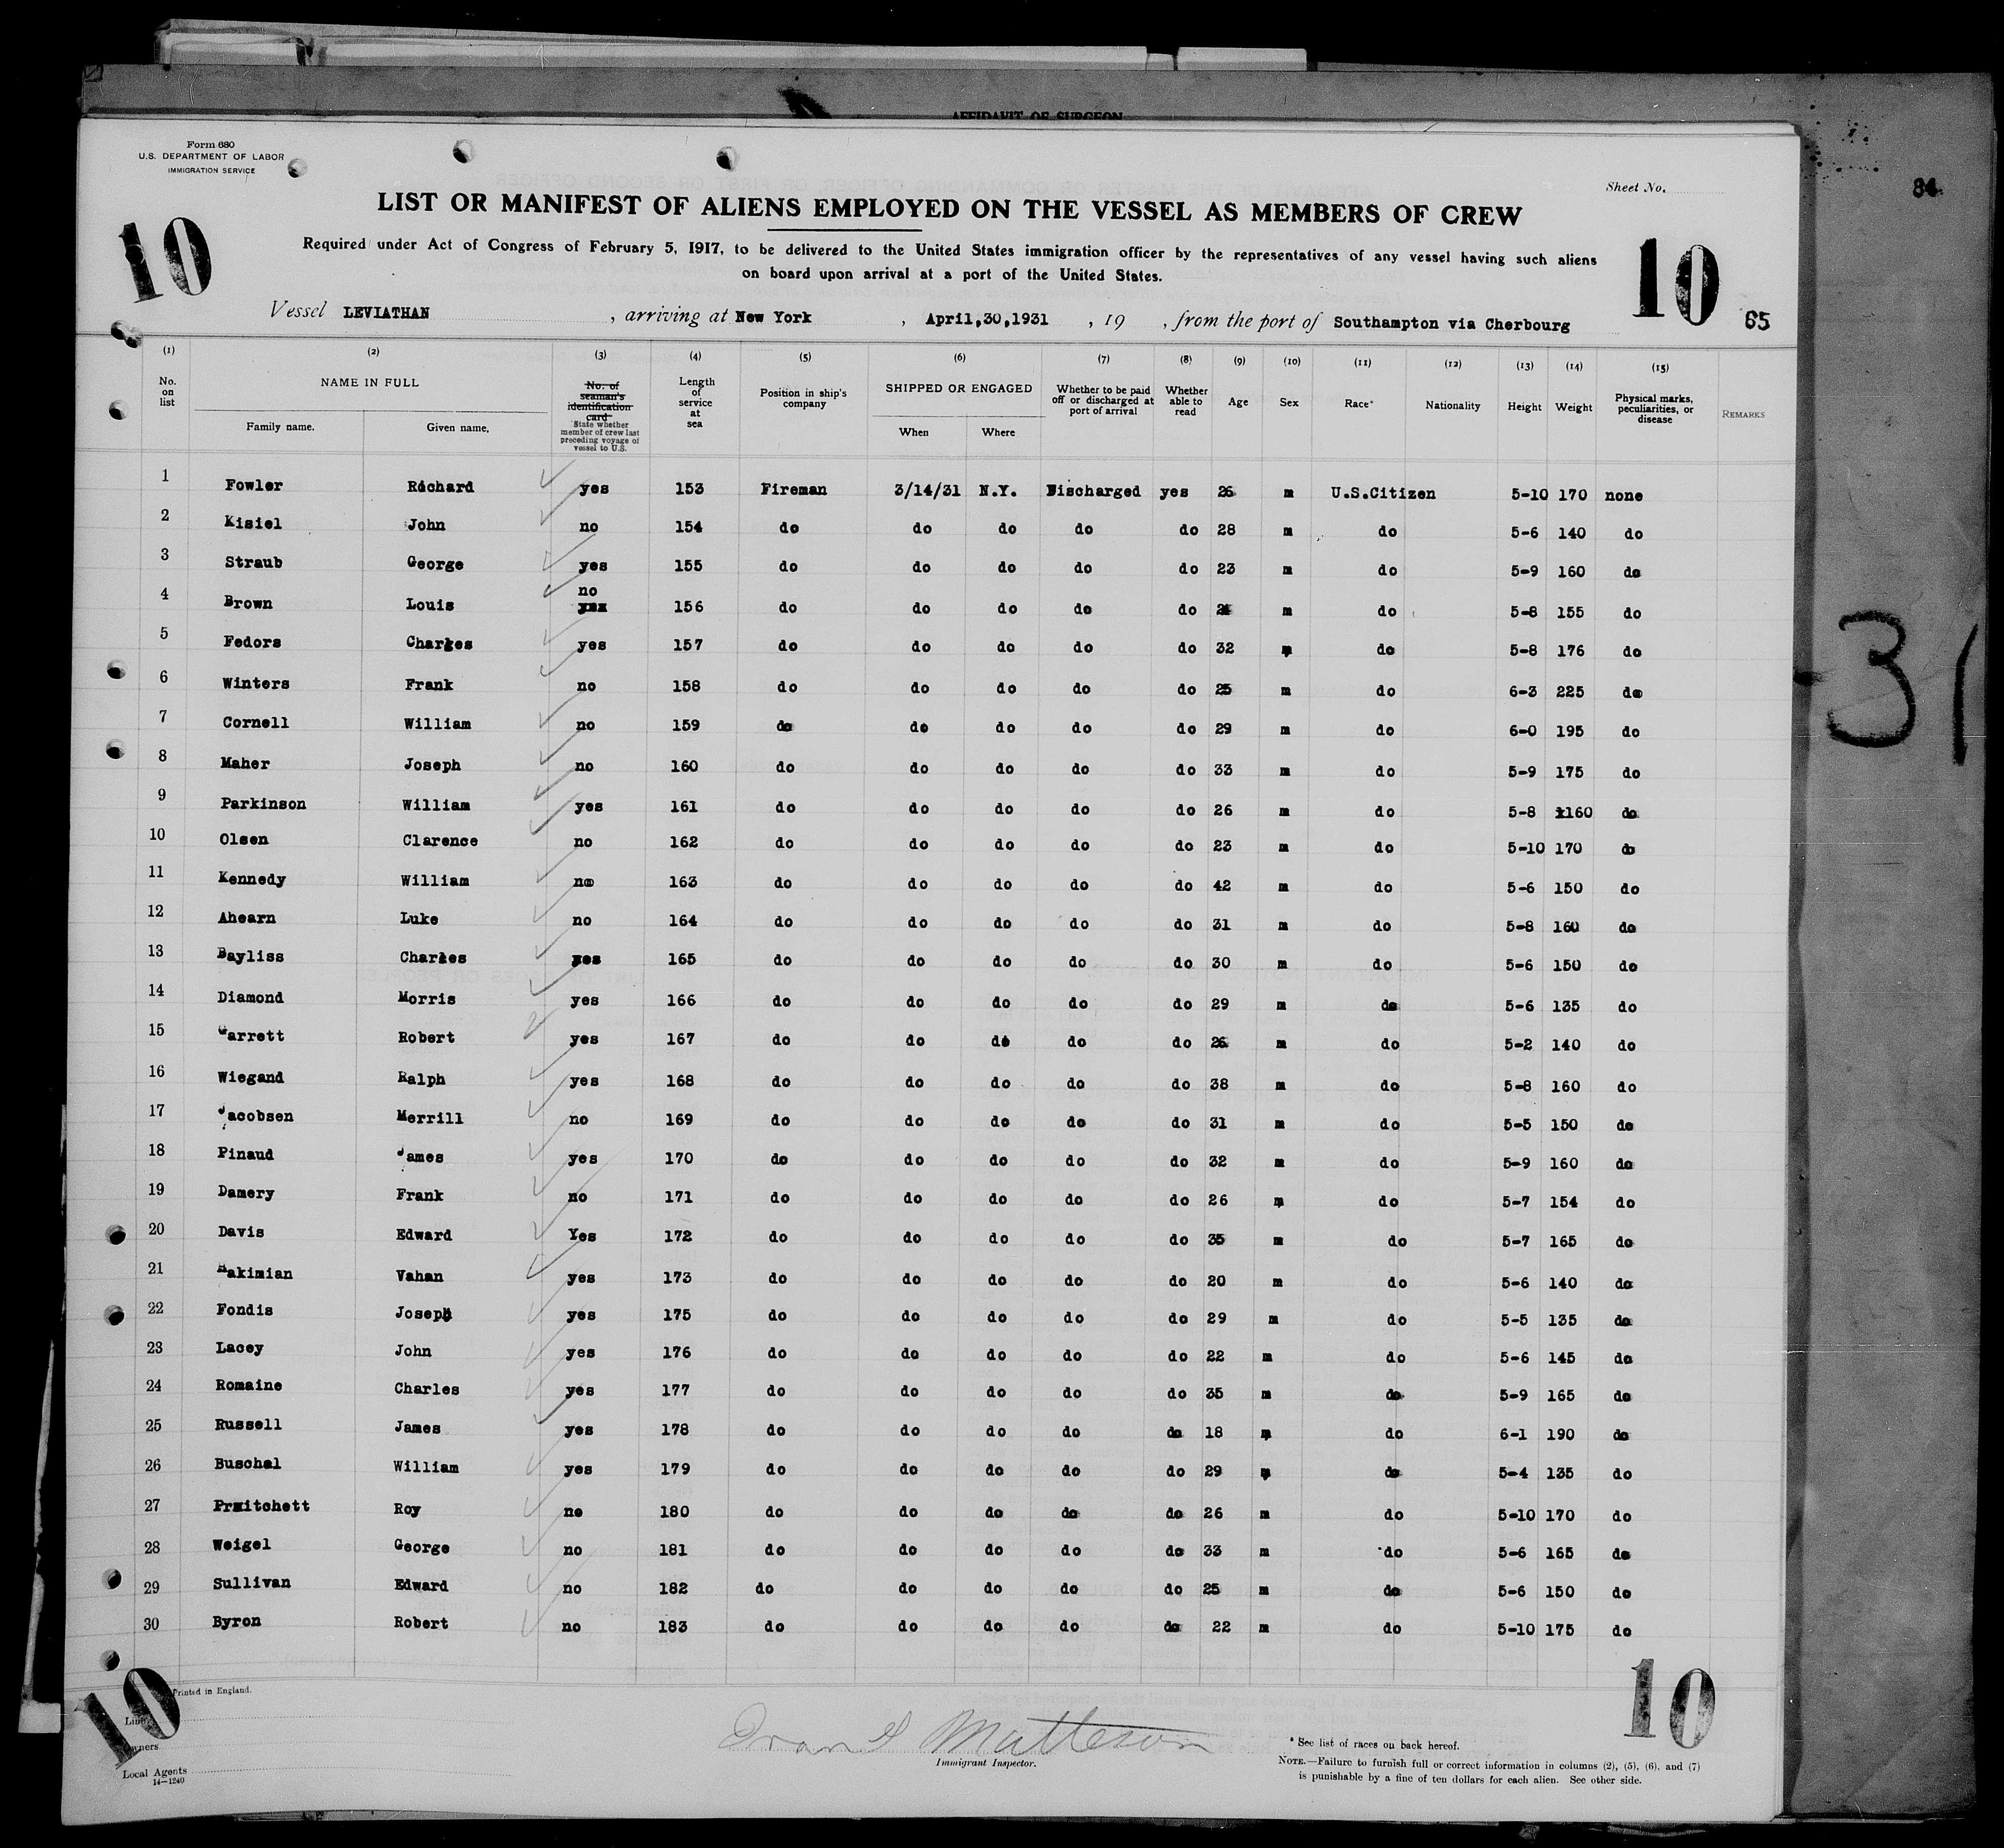 AFFIDAVIT OF SURGEON
Form 680
U.S. DEPARTMENT OF LABOR
IMMIGRATION SERVICE
Sheet No.
84
LIST OR MANIFEST OF ALIENS EMPLOYED ON THE VESSEL AS MEMBERS OF CREW
10
10
Required under Act of Congress of February 5, 1917, to be delivered to the United States immigration officer by the representatives of any vessel having such aliens
on board upon arrival at a port of the United States.
Vessel LEVIATHAN , arriving at New York , April,30,1931 , 19 , from the port of Southampton via Cherbourg
65
(1) (2) (3) (4) (5) (6) (7) (8) (9) (10) (11) (12) (13) (14) (15)
No. on list NAME IN FULL Family name. Given name. No. of seaman's identification card State whether member of crew last preceding voyage of vessel to U.S. Length of service at sea Position in ship's company SHIPPED OR ENGAGED When Where Whether to be paid off or discharged at port of arrival Whether able to read Age Sex Race* Nationality Height Weight Physical marks, peculiarities, or disease REMARKS
1 Fowler Richard yes 153 Fireman 3/14/31 N.Y. Discharged yes 26 m U.S.Citizen 5-10 170 none
2 Kisiel John no 154 do do do do do 28 m do 5-6 140 do
3 Straub George yes 155 do do do do do 23 m do 5-9 160 do
4 Brown Louis no 156 do do do do do m do 5-8 155 do
5 Fedors Charles yes 157 do do do do do 32 m do 5-8 176 do
6 Winters Frank no 158 do do do do do 25 m do 6-3 225 do
7 Cornell William no 159 do do do do do 29 m do 6-0 195 do
8 Maher Joseph no 160 do do do do do 33 m do 5-9 175 do
9 Parkinson William yes 161 do do do do do 26 m do 5-8 160 do
10 Olsen Clarence no 162 do do do do do 23 m do 5-10 170 do
11 Kennedy William no 163 do do do do do 42 m do 5-6 150 do
12 Ahearn Luke no 164 do do do do do 31 m do 5-8 160 do
13 Bayliss Charles yes 165 do do do do do 30 m do 5-6 150 do
14 Diamond Morris yes 166 do do do do do 29 m do 5-6 135 do
15 Garrett Robert yes 167 do do do do do 26 m do 5-2 140 do
16 Wiegand Ralph yes 168 do do do do do 38 m do 5-8 160 do
17 Jacobsen Merrill no 169 do do do do do 31 m do 5-5 150 do
18 Pinaud James yes 170 do do do do do 32 m do 5-9 160 do
19 Damery Frank no 171 do do do do do 26 m do 5-7 154 do
20 Davis Edward Yes 172 do do do do do 35 m do 5-7 165 do
21 Hakimian Vahan yes 173 do do do do do 20 m do 5-6 140 do
22 Fondis Joseph yes 175 do do do do do 29 m do 5-5 135 do
23 Lacey John yes 176 do do do do do 22 m do 5-6 145 do
24 Romaine Charles yes 177 do do do do do 35 m do 5-9 165 do
25 Russell James yes 178 do do do do do 18 m do 6-1 190 do
26 Buschal William yes 179 do do do do do 29 m do 5-4 135 do
27 Prxitchett Roy no 180 do do do do do 26 m do 5-10 170 do
28 Weigel George no 181 do do do do do 33 m do 5-6 165 do
29 Sullivan Edward no 182 do do do do do 25 m do 5-6 150 do
30 Byron Robert no 183 do do do do do 22 m do 5-10 175 do
31
10
10
Printed in England.
Line
Owners
Local Agents
14-1240
Matteson
Immigrant Inspector.
* See list of races on back hereof.
NOTE.—Failure to furnish full or correct information in columns (2), (5), (6), and (7)
is punishable by a fine of ten dollars for each alien. See other side.